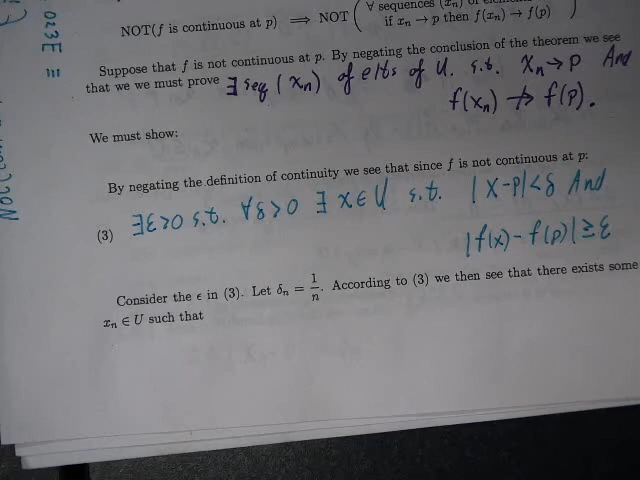 ∀ sequences (xₙ) of
NOT(f is continuous at p) ⟹ NOT ( if xₙ → p then f(xₙ) → f(p) )
Suppose that f is not continuous at p. By negating the conclusion of the theorem we see
that we we must prove ∃ seq (xₙ) of elts of U. s.t. xₙ → p And
f(xₙ) ↛ f(p).
We must show:
By negating the definition of continuity we see that since f is not continuous at p:
∃ε>0 s.t. ∀δ>0 ∃ x∈U s.t. |x-p|<δ And
(3)
|f(x)-f(p)|≥ε
Consider the ϵ in (3). Let δₙ = 1/n. According to (3) we then see that there exists some
xₙ ∈ U such that